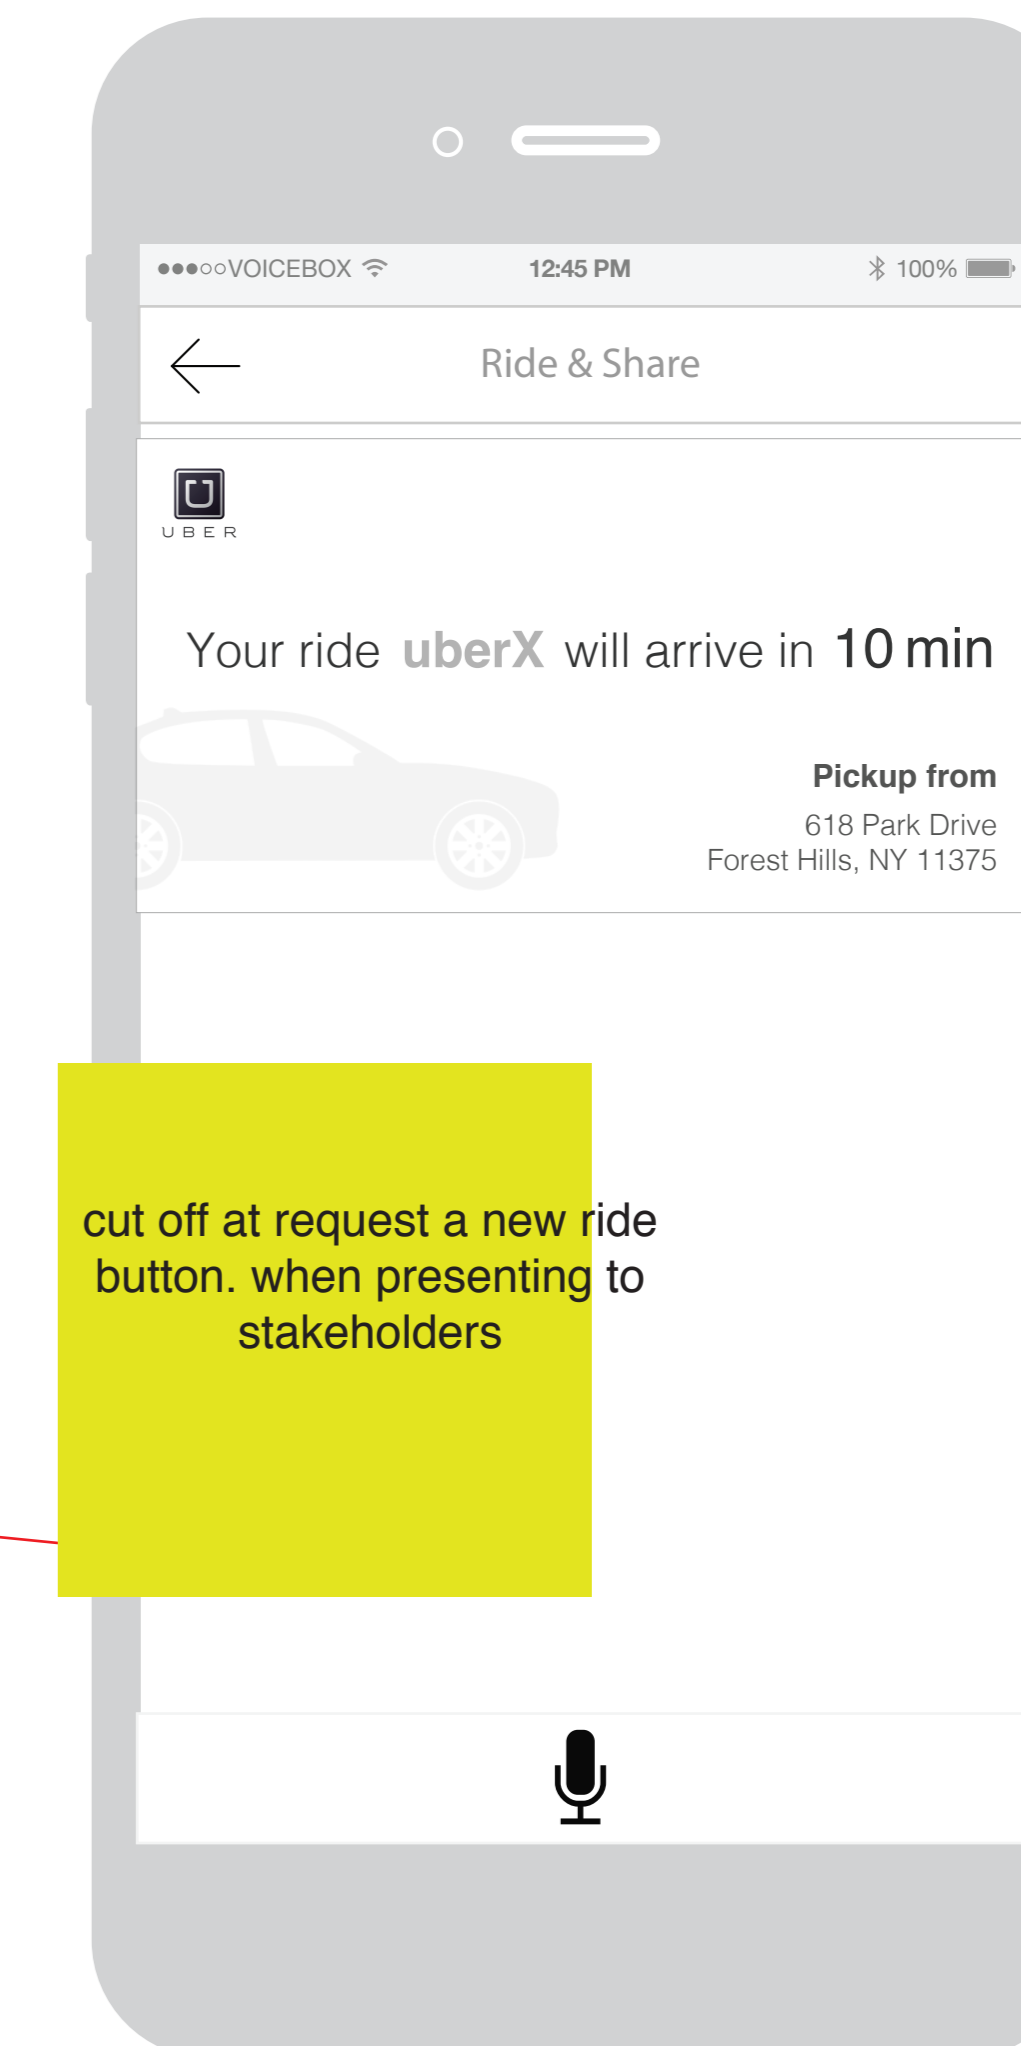 ●●●○○VOICEBOX 12:45 PM 100%
Ride & Share
U
UBER
Your ride uberX will arrive in 10 min
Pickup from
618 Park Drive
Forest Hills, NY 11375
cut off at request a new ride
button. when presenting to
stakeholders